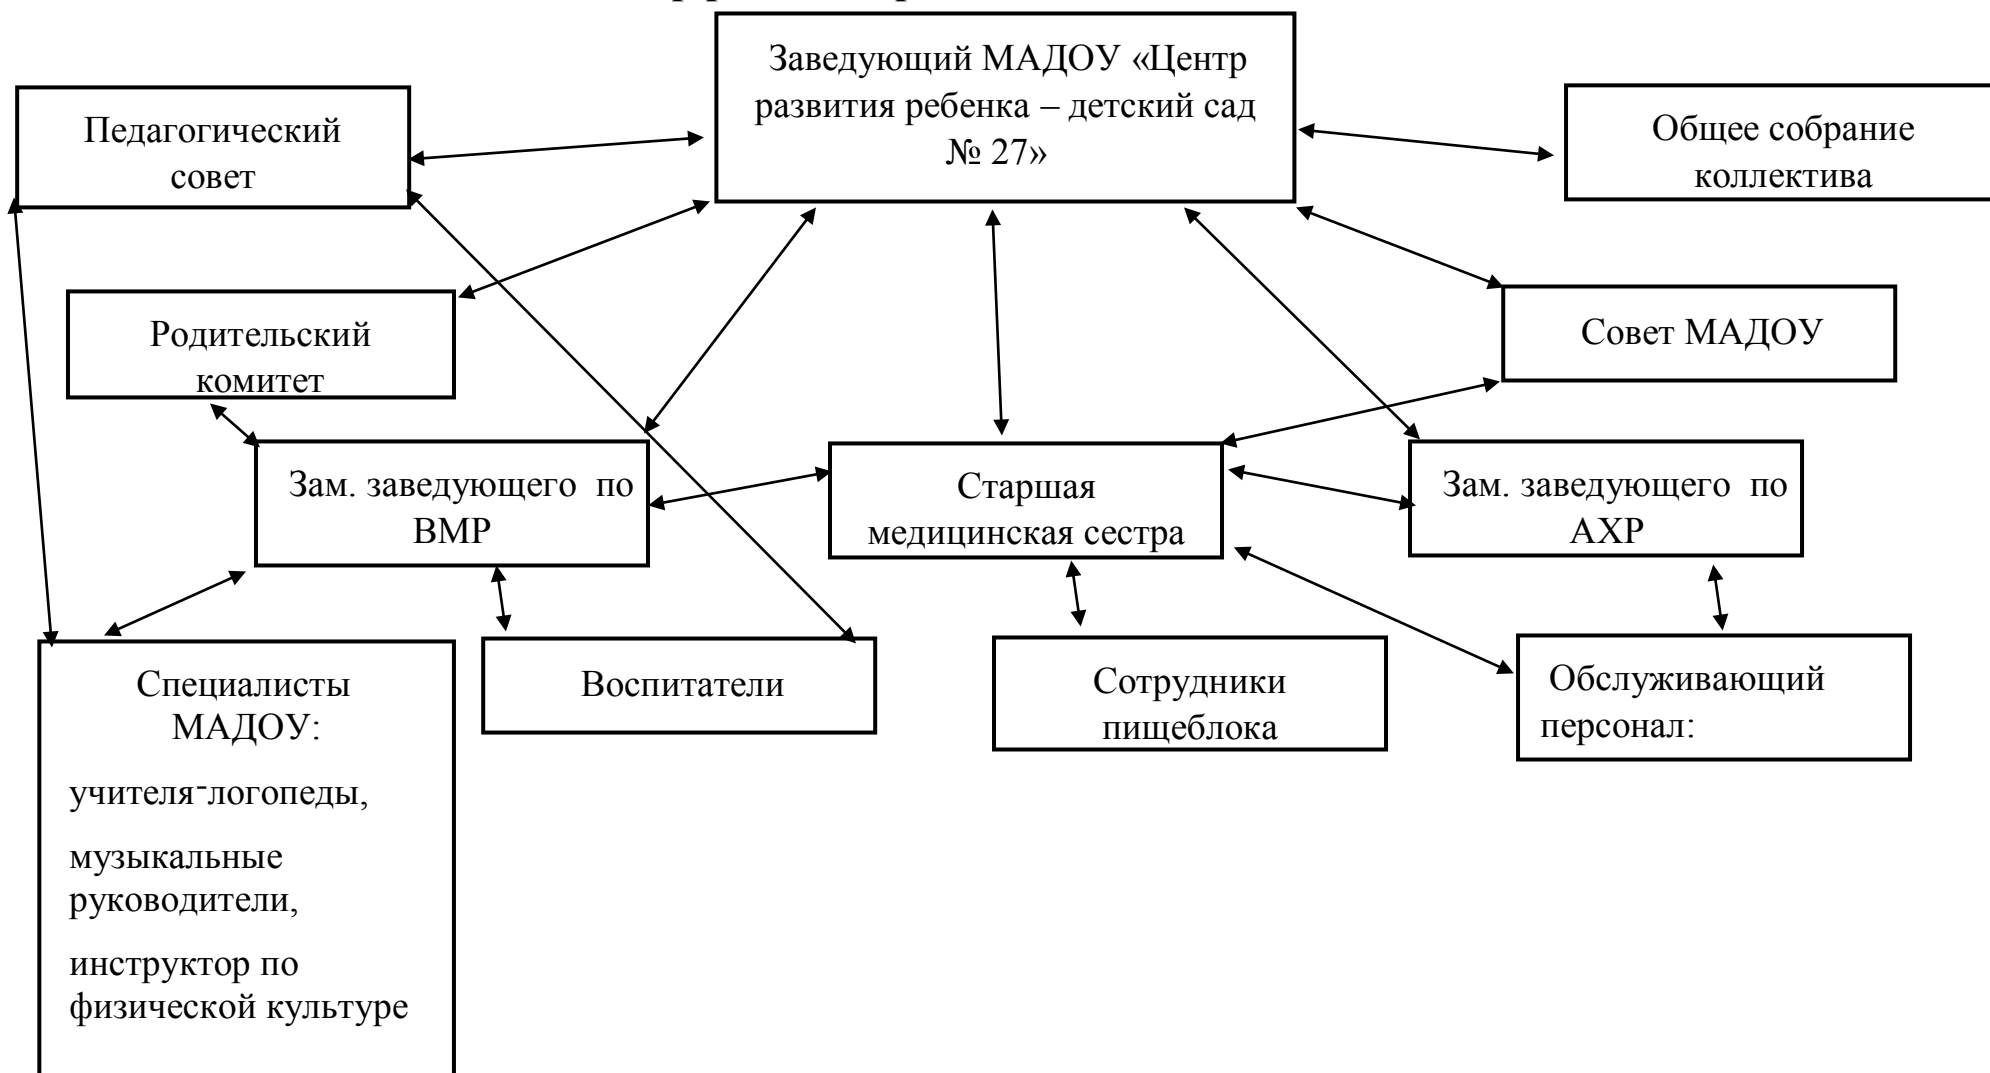 Заведующий МАДОУ «Центр
развития ребенка – детский сад
№ 27»
Педагогический
совет
Общее собрание
коллектива
Родительский
комитет
Совет МАДОУ
Зам. заведующего по
ВМР
Старшая
медицинская сестра
Зам. заведующего по
АХР
Специалисты
МАДОУ:
учителя-логопеды,
музыкальные
руководители,
инструктор по
физической культуре
Воспитатели
Сотрудники
пищеблока
Обслуживающий
персонал: